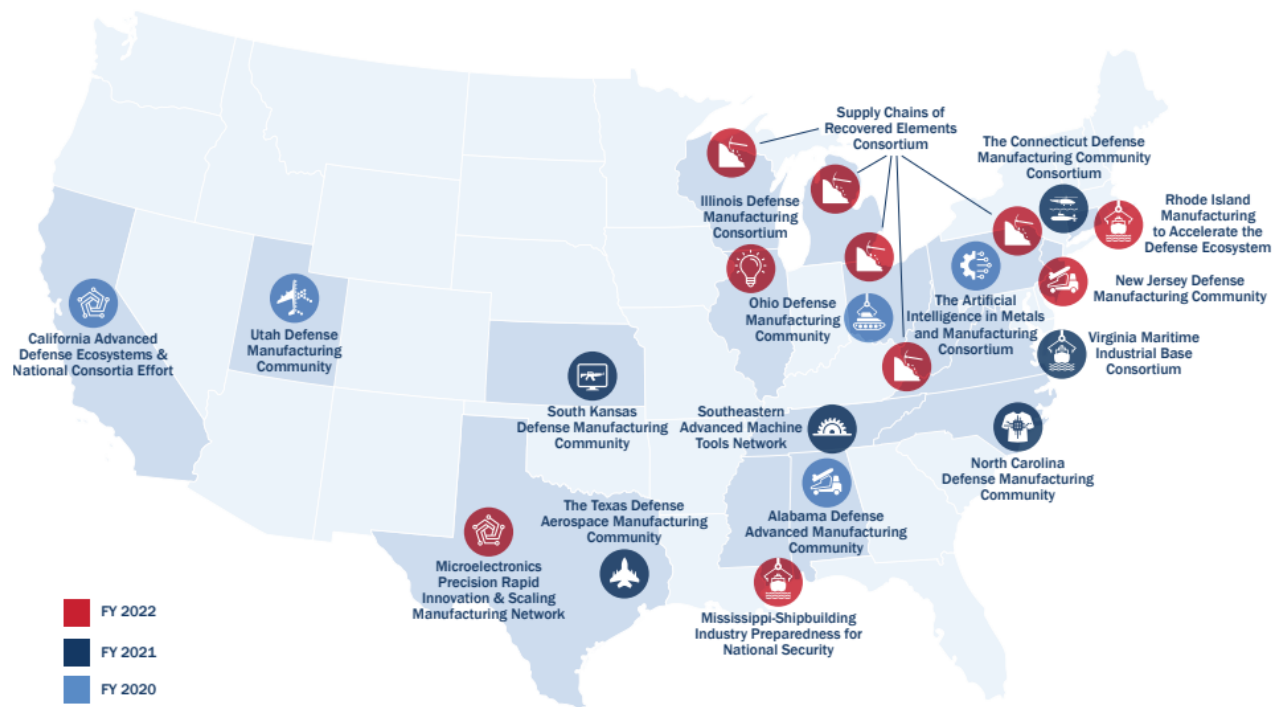 Supply Chains of
Recovered Elements
Consortium
The Connecticut Defense
Manufacturing Community
Consortium
Illinois Defense
Manufacturing
Consortium
Rhode Island
Manufacturing
to Accelerate the
Defense Ecosystem
New Jersey Defense
Manufacturing Community
Ohio Defense
Manufacturing
Community
The Artificial
Intelligence in Metals
and Manufacturing
Consortium
Virginia Maritime
Industrial Base
Consortium
California Advanced
Defense Ecosystems &
National Consortia Effort
Utah Defense
Manufacturing
Community
South Kansas
Defense Manufacturing
Community
Southeastern
Advanced Machine
Tools Network
North Carolina
Defense Manufacturing
Community
The Texas Defense
Aerospace Manufacturing
Community
Alabama Defense
Advanced Manufacturing
Community
Microelectronics
Precision Rapid
Innovation & Scaling
Manufacturing Network
Mississippi-Shipbuilding
Industry Preparedness for
National Security
FY 2022
FY 2021
FY 2020